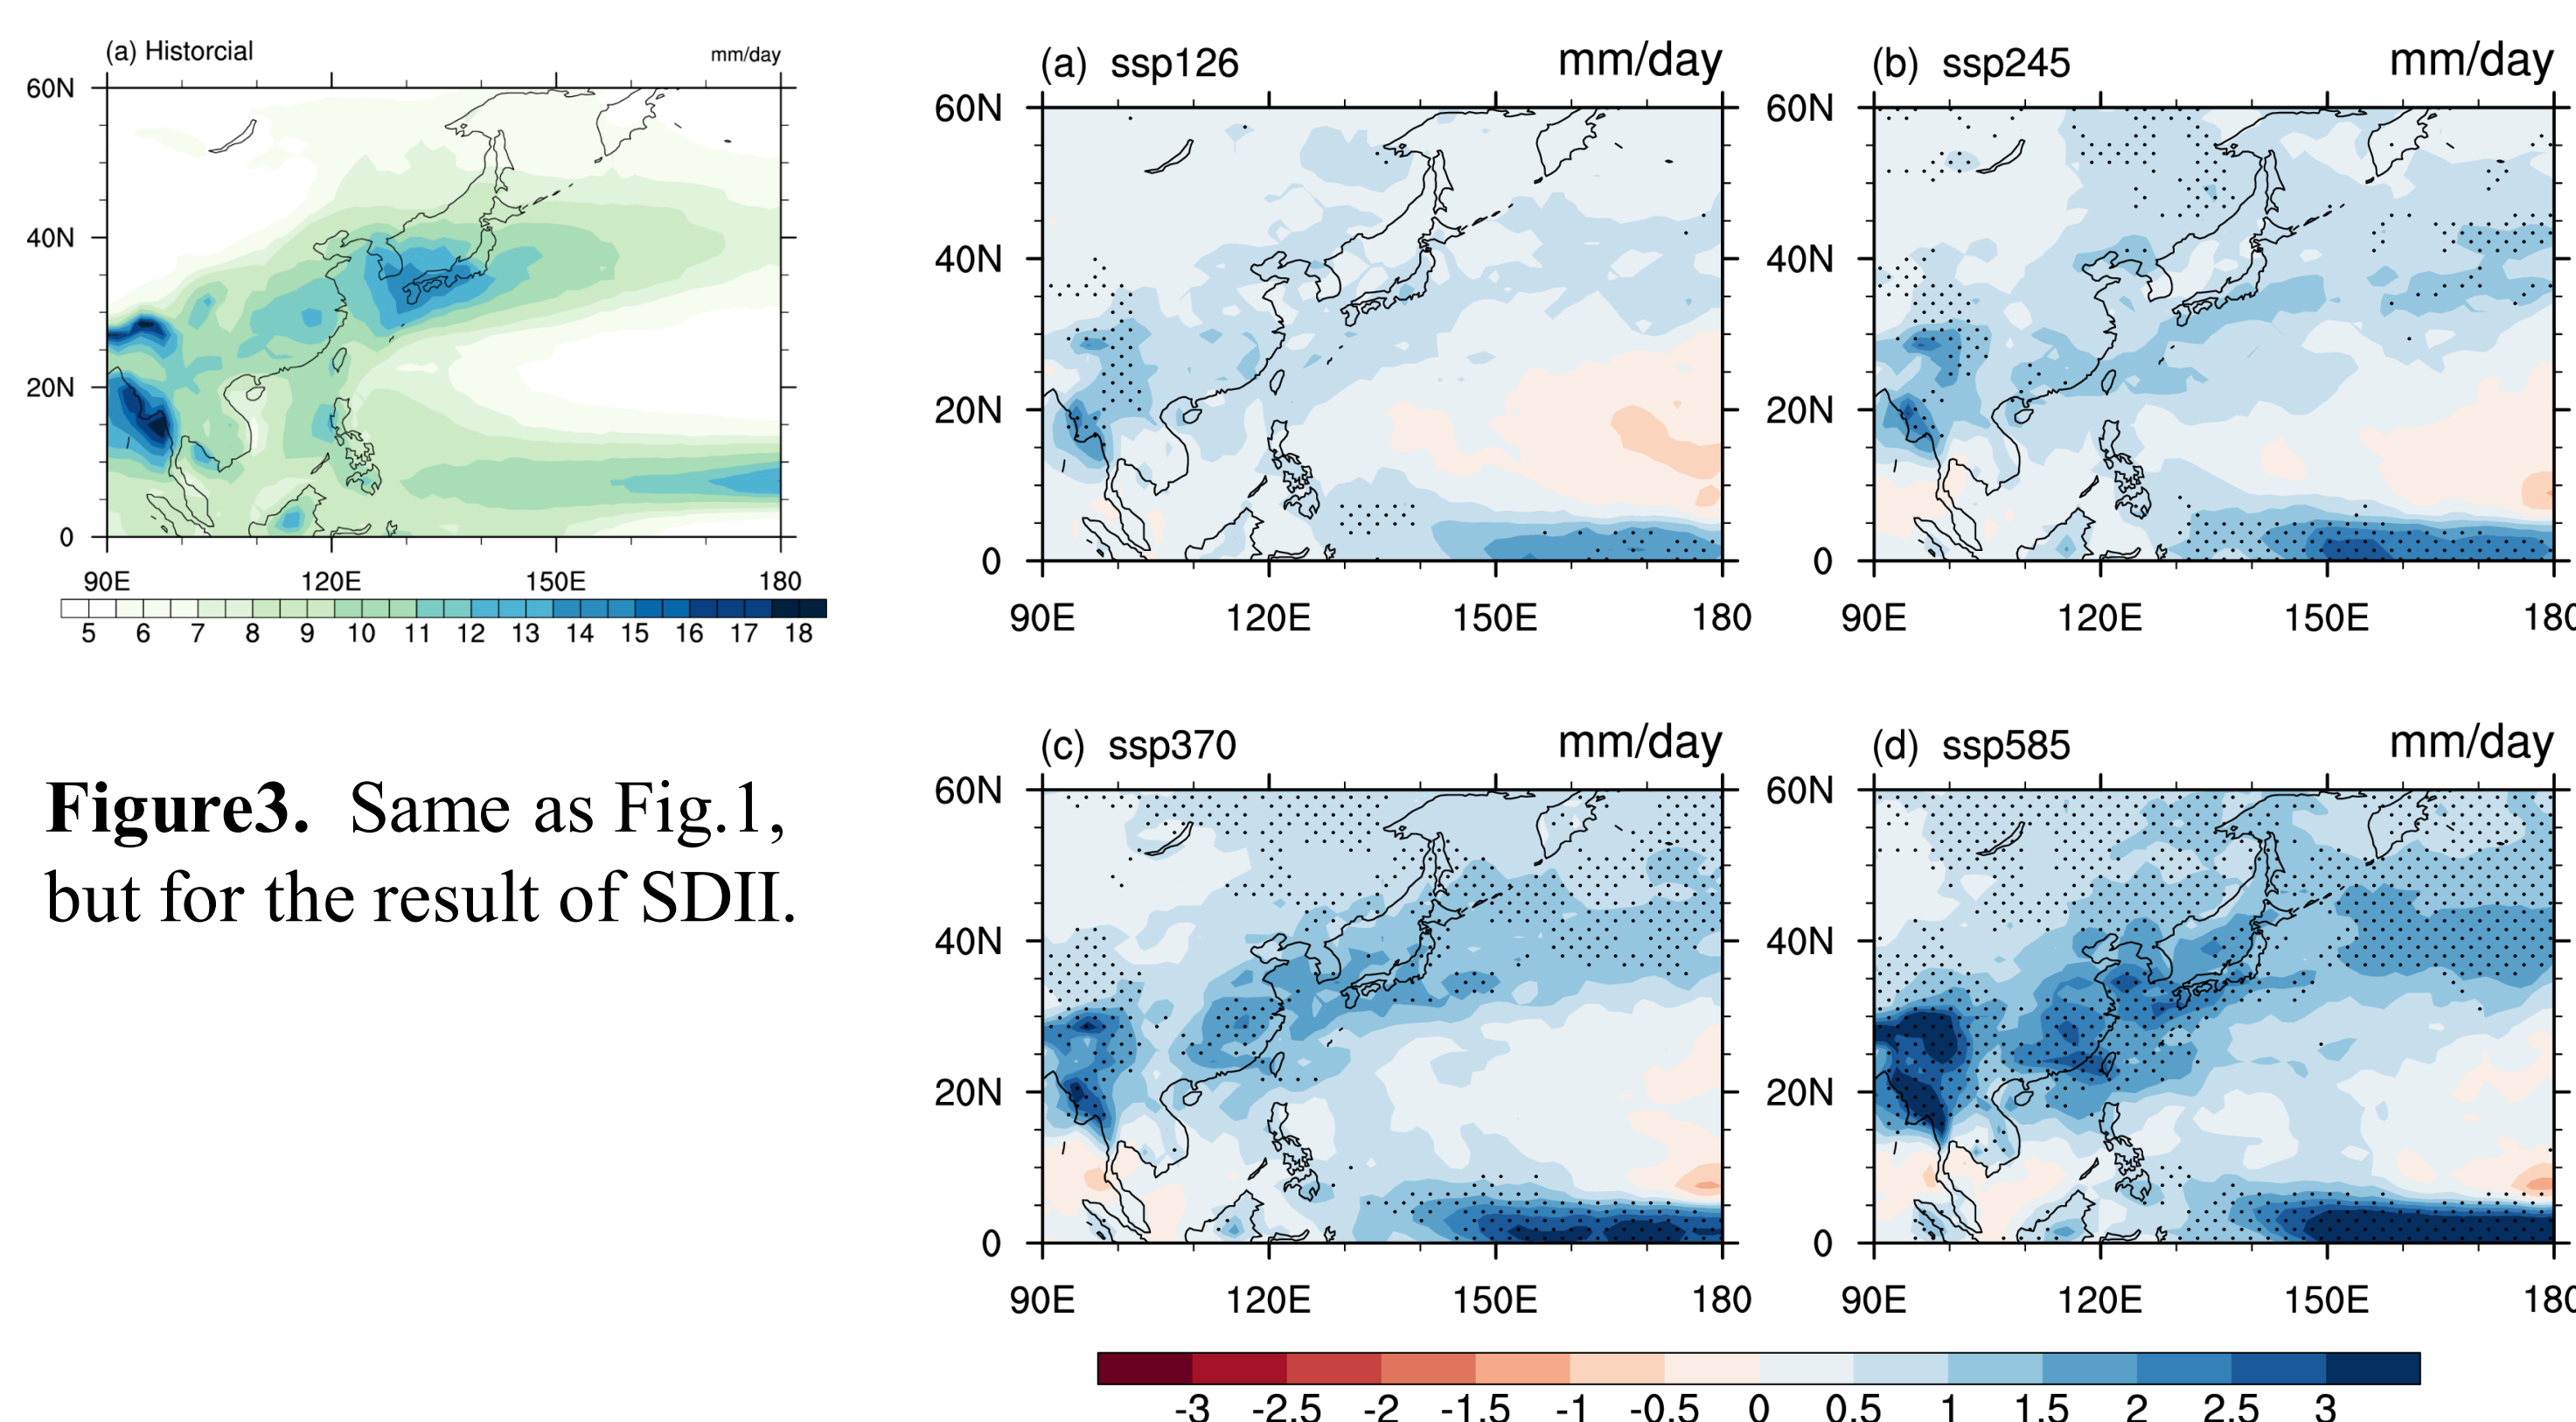 (a) Historcial mm/day
60N
40N
20N
0
90E 120E 150E 180
5 6 7 8 9 10 11 12 13 14 15 16 17 18
Figure3. Same as Fig.1,
but for the result of SDII.
(a) ssp126 mm/day
60N
40N
20N
0
90E 120E 150E 180
(b) ssp245 mm/day
60N
40N
20N
0
90E 120E 150E 180
(c) ssp370 mm/day
60N
40N
20N
0
90E 120E 150E 180
(d) ssp585 mm/day
60N
40N
20N
0
90E 120E 150E 180
-3 -2.5 -2 -1.5 -1 -0.5 0 0.5 1 1.5 2 2.5 3